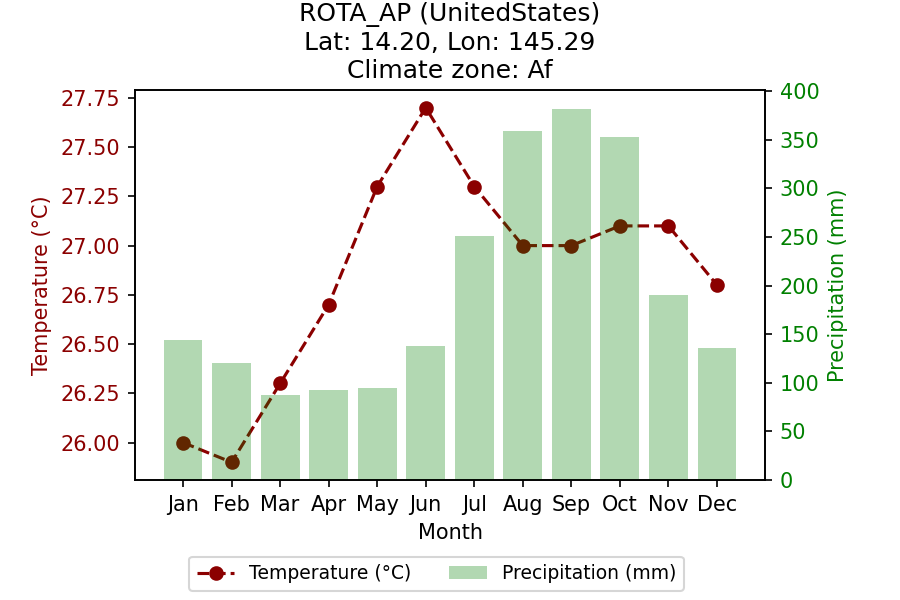 ROTA_AP (UnitedStates)
Lat: 14.20, Lon: 145.29
Climate zone: Af
27.75
27.50
27.25
27.00
26.75
26.50
26.25
26.00
Temperature (°C)
400
350
300
250
200
150
100
50
0
Precipitation (mm)
Jan Feb Mar Apr May Jun Jul Aug Sep Oct Nov Dec
Month
Temperature (°C) Precipitation (mm)